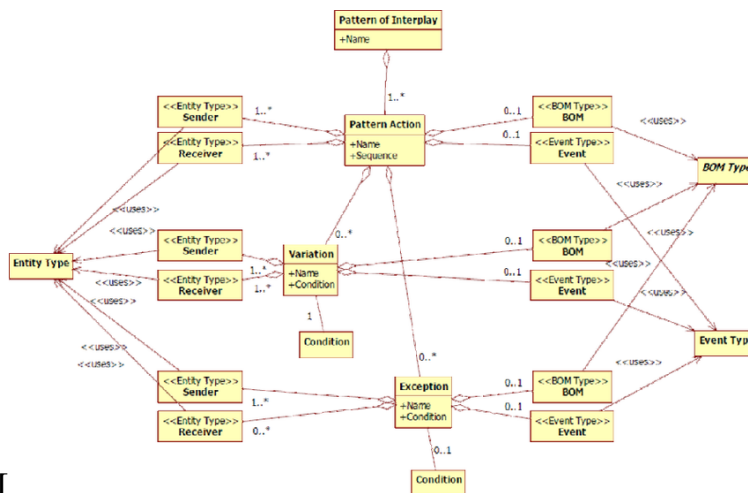 Pattern of Interplay
+Name
1..*
<<Entity Type>>
Sender
1..*
Pattern Action
+Name
+Sequence
0..1
<<BOM Type>>
BOM
<<uses>>
<<Entity Type>>
Receiver
1..*
0..1
<<Event Type>>
Event
BOM Type
<<uses>>
<<uses>>
<<uses>>
0..*
<<Entity Type>>
Sender
1..*
Variation
+Name
+Condition
0..1
<<BOM Type>>
BOM
<<uses>>
Entity Type
<<Entity Type>>
Receiver
1..*
0..1
<<Event Type>>
Event
<<uses>>
<<uses>>
<<uses>>
1
Condition
Event Type
<<uses>>
<<uses>>
0..*
<<Entity Type>>
Sender
1..*
Exception
+Name
+Condition
0..1
<<BOM Type>>
BOM
<<Entity Type>>
Receiver
0..*
0..1
<<Event Type>>
Event
0..1
Condition